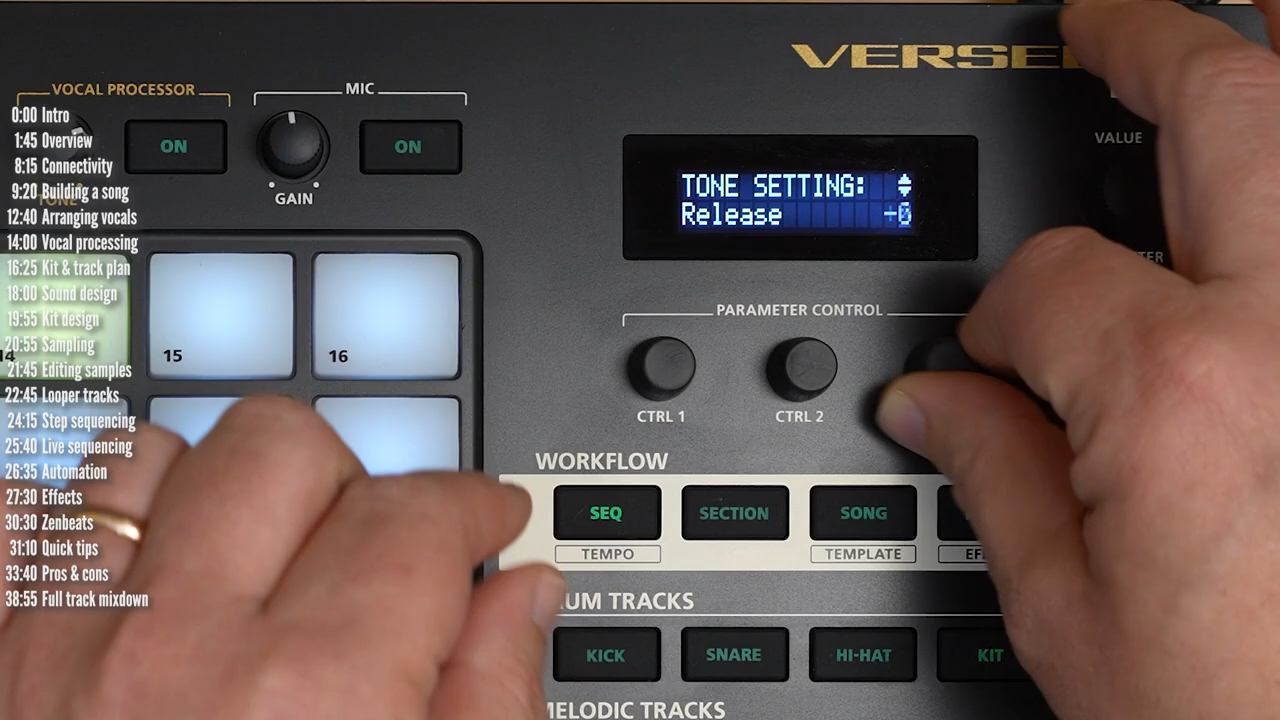 VERSE
VOCAL PROCESSOR
MIC
ON
ON
GAIN
VALUE
TONE SETTING:
Release -0
PARAMETER CONTROL
CTRL 1
CTRL 2
14
15
16
WORKFLOW
SEQ
SECTION
SONG
TEMPO
TEMPLATE
DRUM TRACKS
KICK
SNARE
HI-HAT
KIT
MELODIC TRACKS
0:00 Intro
1:45 Overview
8:15 Connectivity
9:20 Building a song
12:40 Arranging vocals
14:00 Vocal processing
16:25 Kit & track plan
18:00 Sound design
19:55 Kit design
20:55 Sampling
21:45 Editing samples
22:45 Looper tracks
24:15 Step sequencing
25:40 Live sequencing
26:35 Automation
27:30 Effects
30:30 Zenbeats
31:10 Quick tips
33:40 Pros & cons
38:55 Full track mixdown